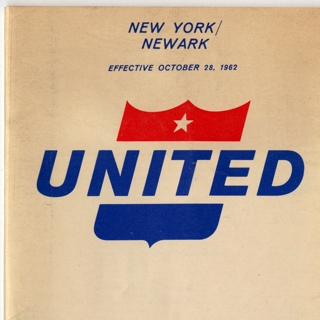 NEW YORK/
NEWARK
EFFECTIVE OCTOBER 28, 1962
UNITED